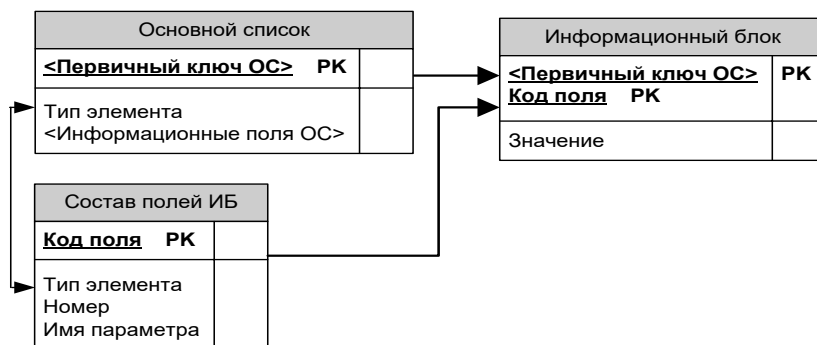 Основной список
<Первичный ключ ОС> PK
Тип элемента
<Информационные поля ОС>
Информационный блок
<Первичный ключ ОС> PK
Код поля PK
Значение
Состав полей ИБ
Код поля PK
Тип элемента
Номер
Имя параметра